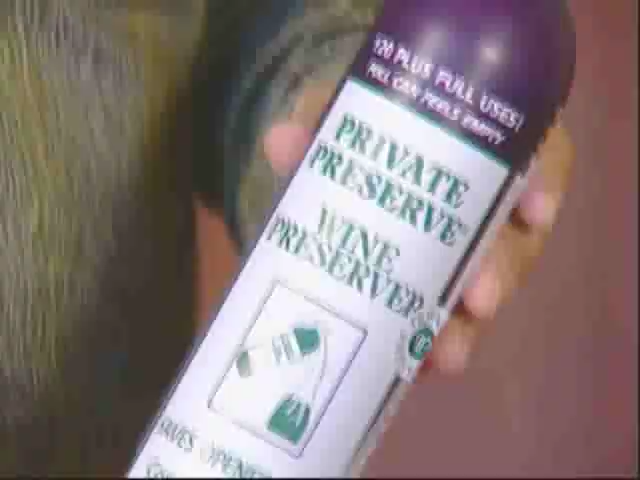 120 PLUS FULL USES!
FULL CAN FEELS EMPTY
PRIVATE
PRESERVE
WINE
PRESERVER
SAVES OPENED